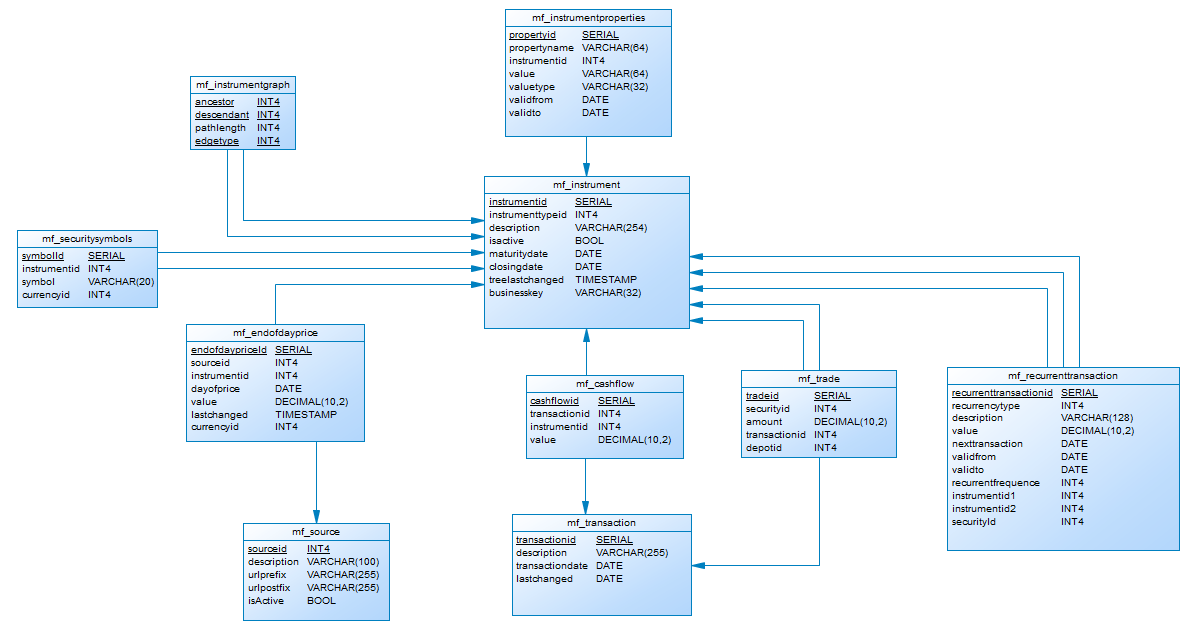 mf_instrumentproperties
propertyid SERIAL
propertyname VARCHAR(64)
instrumentid INT4
value VARCHAR(64)
valuetype VARCHAR(32)
validfrom DATE
validto DATE
mf_instrumentgraph
ancestor INT4
descendant INT4
pathlength INT4
edgetype INT4
mf_instrument
instrumentid SERIAL
instrumenttypeid INT4
description VARCHAR(254)
isactive BOOL
maturitydate DATE
closingdate DATE
treelastchanged TIMESTAMP
businesskey VARCHAR(32)
mf_securitysymbols
symbolId SERIAL
instrumentid INT4
symbol VARCHAR(20)
currencyid INT4
mf_endofdayprice
endofdaypriceId SERIAL
sourceid INT4
instrumentid INT4
dayofprice DATE
value DECIMAL(10,2)
lastchanged TIMESTAMP
currencyid INT4
mf_cashflow
cashflowid SERIAL
transactionid INT4
instrumentid INT4
value DECIMAL(10,2)
mf_trade
tradeid SERIAL
securityid INT4
amount DECIMAL(10,2)
transactionid INT4
depotid INT4
mf_recurrenttransaction
recurrenttransactionid SERIAL
recurrencytype INT4
description VARCHAR(128)
value DECIMAL(10,2)
nexttransaction DATE
validfrom DATE
validto DATE
recurrentfrequence INT4
instrumentid1 INT4
instrumentid2 INT4
securityId INT4
mf_source
sourceid INT4
description VARCHAR(100)
urlprefix VARCHAR(255)
urlpostfix VARCHAR(255)
isActive BOOL
mf_transaction
transactionid SERIAL
description VARCHAR(255)
transactiondate DATE
lastchanged DATE